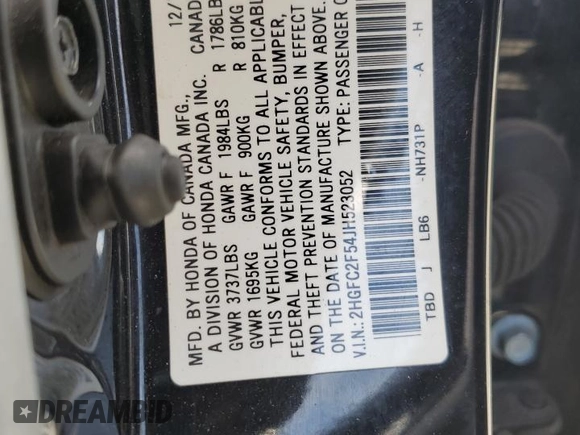 MFD. BY HONDA OF CANADA MFG., 12/
A DIVISION OF HONDA CANADA INC. CANAD
GVWR 3737LBS GAWR F 1984LBS R 1786LB
GVWR 1695KG GAWR F 900KG R 810KG
THIS VEHICLE CONFORMS TO ALL APPLICABL
FEDERAL MOTOR VEHICLE SAFETY, BUMPER,
AND THEFT PREVENTION STANDARDS IN EFFECT
ON THE DATE OF MANUFACTURE SHOWN ABOVE.
V.I.N.:2HGFC2F54JH523052 TYPE: PASSENGER C
TBD J LB6 -NH731P -A -H
DREAMBID